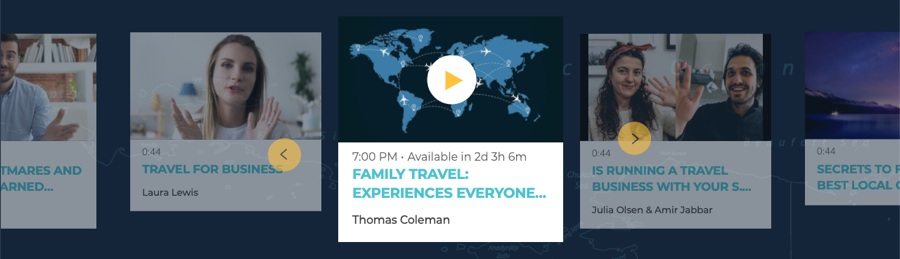 TMARES AND
ARNED...
0:44
TRAVEL FOR BUSINESS
Laura Lewis
7:00 PM • Available in 2d 3h 6m
FAMILY TRAVEL:
EXPERIENCES EVERYONE...
Thomas Coleman
0:44
IS RUNNING A TRAVEL
BUSINESS WITH YOUR S....
Julia Olsen & Amir Jabbar
0:44
SECRETS TO F
BEST LOCAL